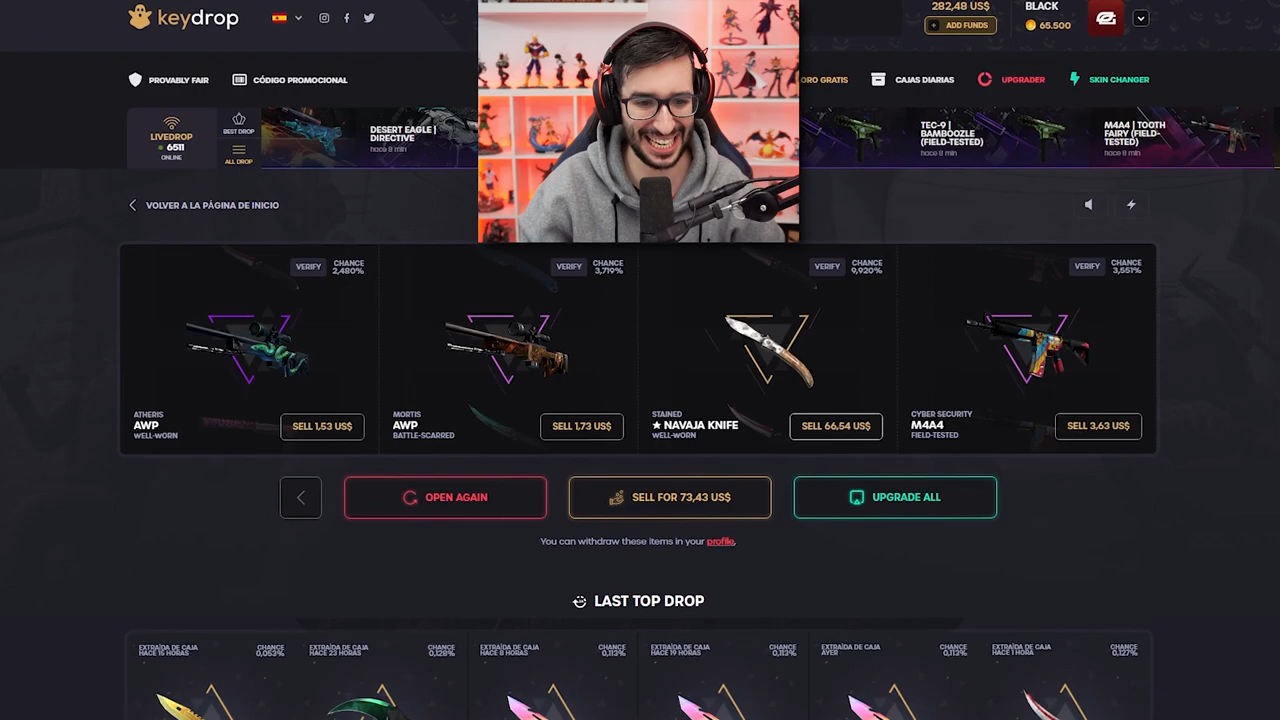 keydrop
282,48 US$
BLACK
ADD FUNDS
65.500
PROVABLY FAIR
CÓDIGO PROMOCIONAL
ORO GRATIS
CAJAS DIARIAS
UPGRADER
SKIN CHANGER
LIVEDROP
6511
ONLINE
BEST DROP
ALL DROP
DESERT EAGLE |
DIRECTIVE
hace 8 min
TEC-9 |
BAMBOOZLE
(FIELD-TESTED)
hace 8 min
M4A4 | TOOTH
FAIRY (FIELD-
TESTED)
hace 8 min
VOLVER A LA PÁGINA DE INICIO
VERIFY
CHANCE
2,480%
VERIFY
CHANCE
3,719%
VERIFY
CHANCE
9,920%
VERIFY
CHANCE
3,551%
ATHERIS
AWP
WELL-WORN
SELL 1,53 US$
MORTIS
AWP
BATTLE-SCARRED
SELL 1,73 US$
STAINED
★ NAVAJA KNIFE
WELL-WORN
SELL 66,54 US$
CYBER SECURITY
M4A4
FIELD-TESTED
SELL 3,63 US$
OPEN AGAIN
SELL FOR 73,43 US$
UPGRADE ALL
You can withdraw these items in your profile.
LAST TOP DROP
EXTRAÍDA DE CAJA
HACE 15 HORAS
CHANCE
0,053%
EXTRAÍDA DE CAJA
HACE 23 HORAS
CHANCE
0,128%
EXTRAÍDA DE CAJA
HACE 8 HORAS
CHANCE
0,113%
EXTRAÍDA DE CAJA
HACE 19 HORAS
CHANCE
0,113%
EXTRAÍDA DE CAJA
AYER
CHANCE
0,113%
EXTRAÍDA DE CAJA
HACE 1 HORA
CHANCE
0,127%